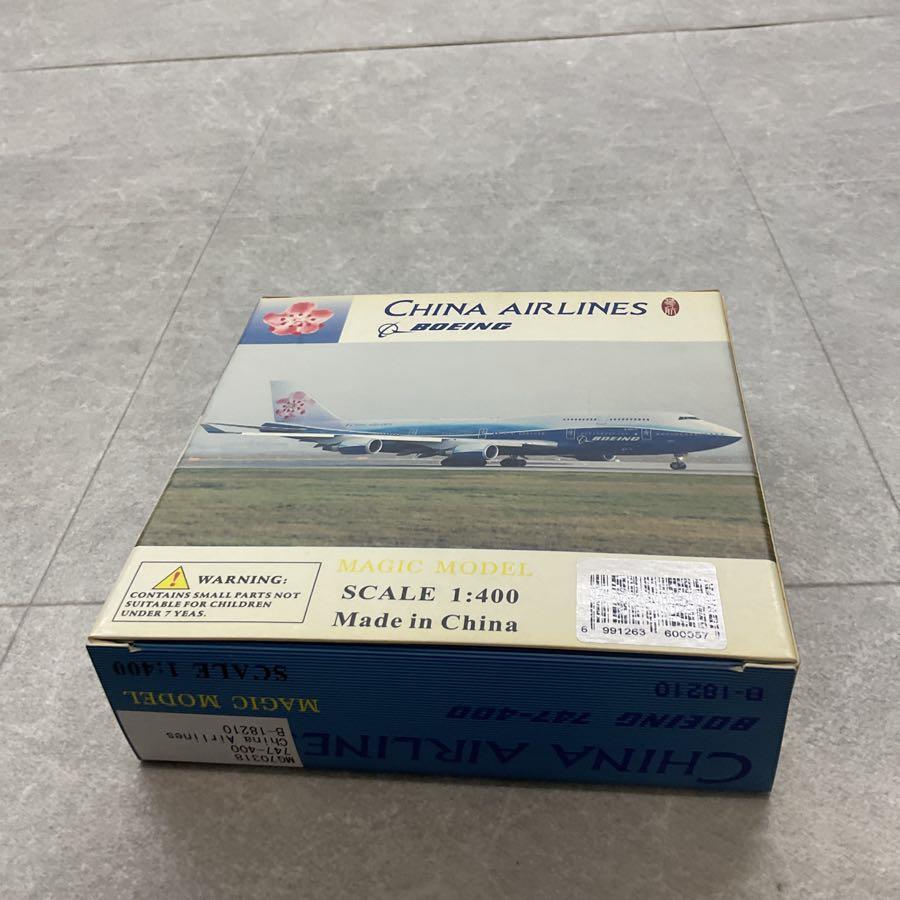 CHINA AIRLINES
BOEING
BOEING
MAGIC MODEL
SCALE 1:400
Made in China
WARNING:
CONTAINS SMALL PARTS NOT
SUITABLE FOR CHILDREN
UNDER 7 YEAS.
6 991263 600057
CHINA AIRLINE
BOEING 747-400
B-18210
MAGIC MODEL
SCALE 1:400
MG70318
747-400
China Airlines
B-18210